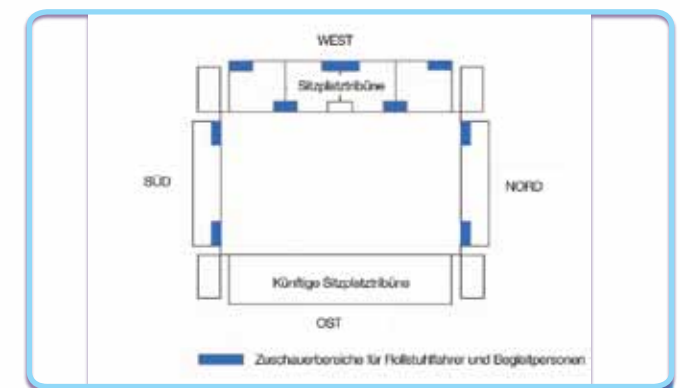 WEST
Sitzplatztribüne
SÜD
NORD
Künftige Sitzplatztribüne
OST
Zuschauerbereiche für Rollstuhlfahrer und Begleitpersonen